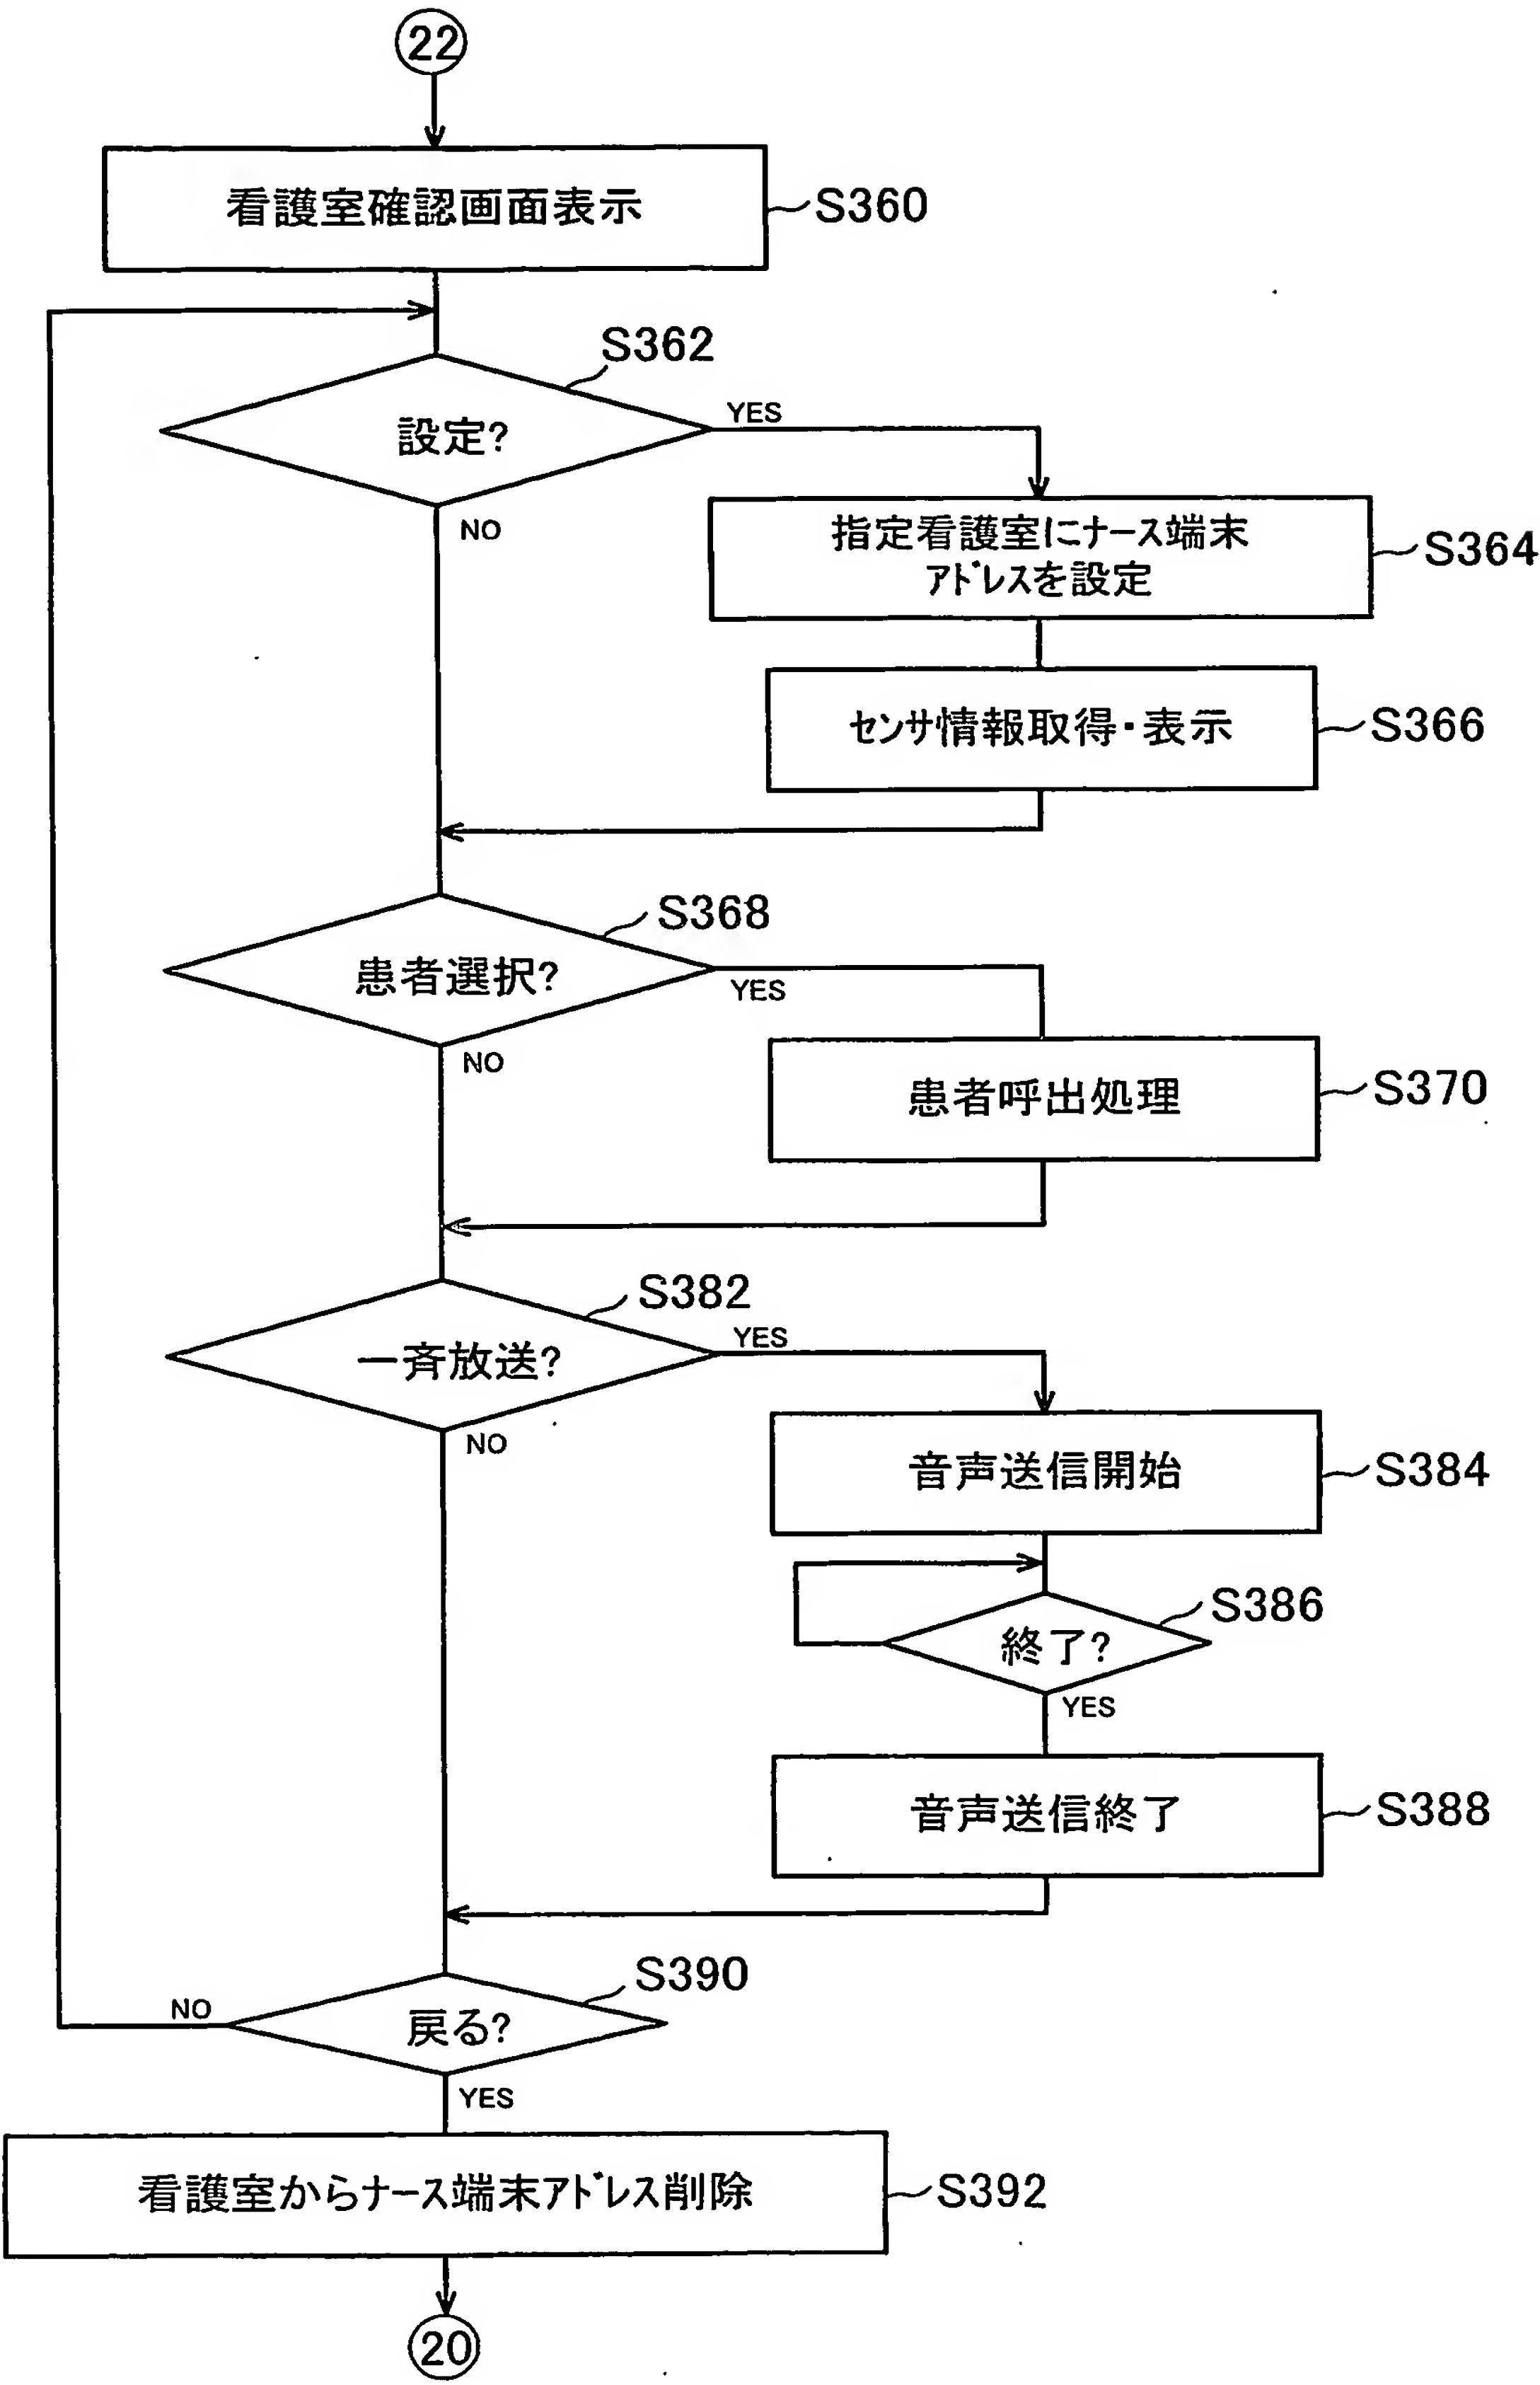 22
看護室確認画面表示
S360
S362
設定?
YES
NO
指定看護室にナース端末
アドレスを設定
S364
センサ情報取得・表示
S366
S368
患者選択?
YES
NO
患者呼出処理
S370
S382
一斉放送?
YES
NO
音声送信開始
S384
S386
終了?
YES
音声送信終了
S388
S390
戻る?
NO
YES
看護室からナース端末アドレス削除
S392
20